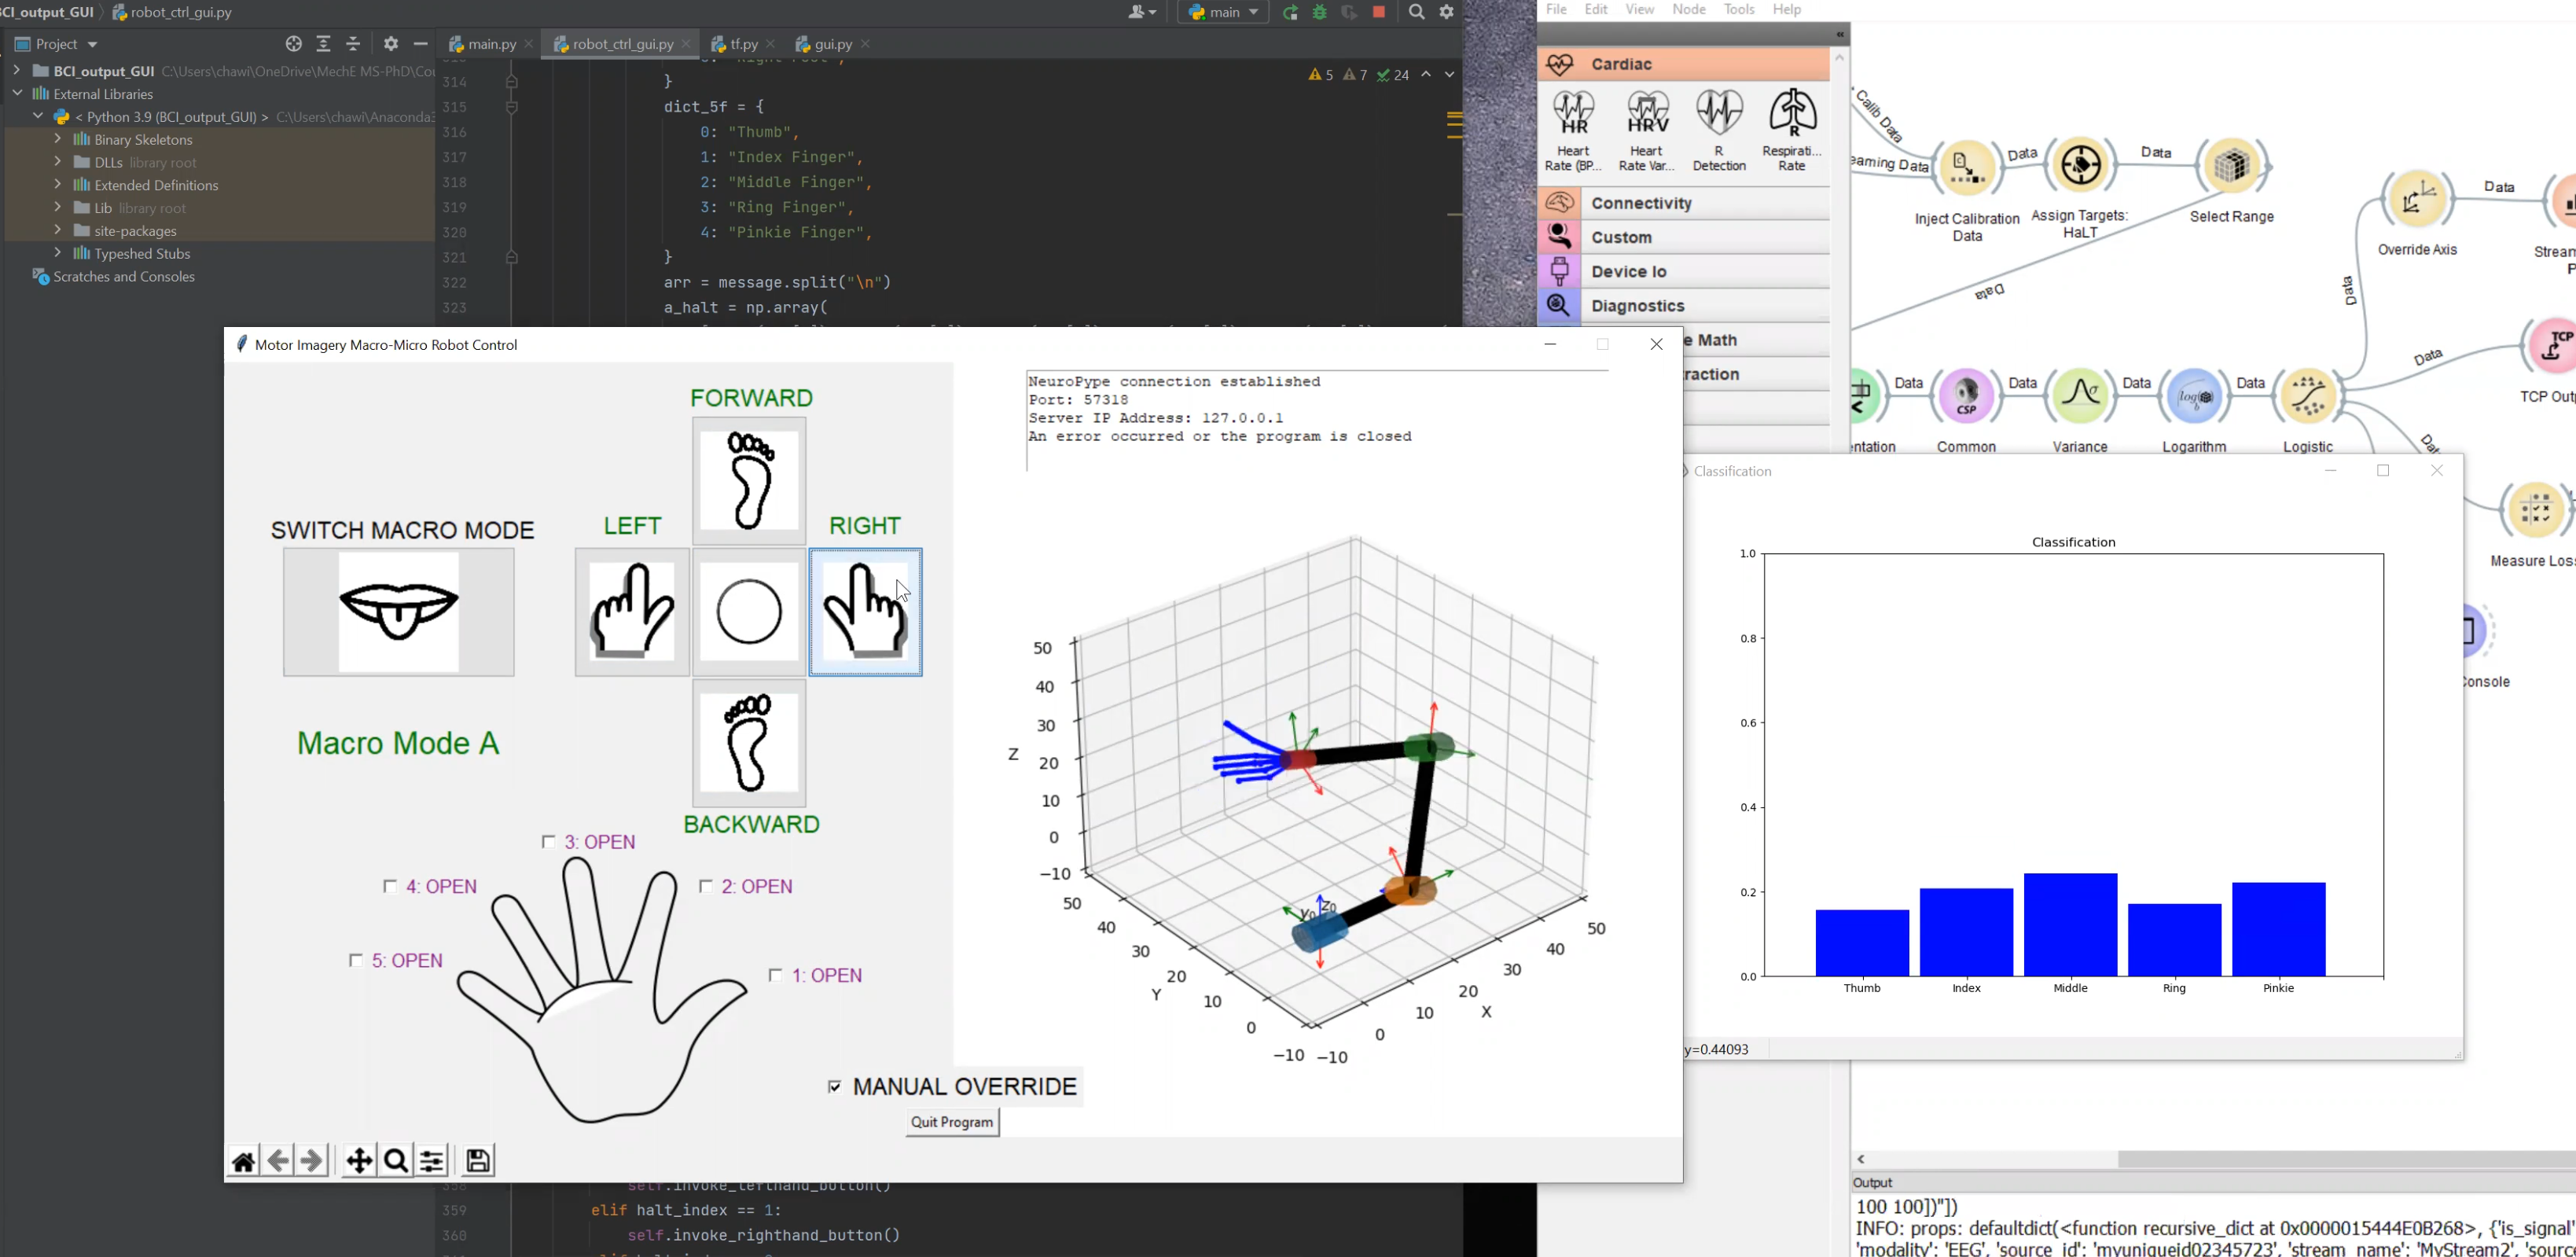 BCI_output_GUI robot_ctrl_gui.py
main
Project
main.py
robot_ctrl_gui.py
tf.py
gui.py
BCI_output_GUI C:\Users\chawi\OneDrive\MechE MS-PhD\Cou
External Libraries
< Python 3.9 (BCI_output_GUI) > C:\Users\chawi\Anaconda3
Binary Skeletons
DLLs library root
Extended Definitions
Lib library root
site-packages
Typeshed Stubs
Scratches and Consoles
5 7 24
314 }
315 dict_5f = {
316 0: "Thumb",
317 1: "Index Finger",
318 2: "Middle Finger",
319 3: "Ring Finger",
320 4: "Pinkie Finger",
321 }
322 arr = message.split("\n")
323 a_halt = np.array(
self.invoke_lefthand_button()
359 elif halt_index == 1:
360 self.invoke_righthand_button()
Motor Imagery Macro-Micro Robot Control
FORWARD
SWITCH MACRO MODE
LEFT
RIGHT
Macro Mode A
BACKWARD
3: OPEN
4: OPEN
2: OPEN
5: OPEN
1: OPEN
MANUAL OVERRIDE
Quit Program
NeuroPype connection established
Port: 57318
Server IP Address: 127.0.0.1
An error occurred or the program is closed
50
40
30
Z 20
10
0
−10
50
40
30
20
Y 10
0
−10
−10
0
10
20
X
30
40
50
y₀ z₀
File Edit View Node Tools Help
Cardiac
HR
HRV
R
Heart Rate (BP...
Heart Rate Var...
R Detection
Respirati... Rate
Connectivity
Custom
Device Io
Diagnostics
e Math
raction
Calib Data
eaming Data
Inject Calibration Data
Data
Assign Targets: HaLT
Data
Select Range
Data
Data
Override Axis
Data
Stream
P
Data
TCP
TCP Outp
Data
CSP
Data
Data
Data
ntation
Common
Variance
Logarithm
Logistic
Measure Loss
Console
Classification
Classification
1.0
0.8
0.6
0.4
0.2
0.0
Thumb
Index
Middle
Ring
Pinkie
y=0.44093
Output
100 100])"])
INFO: props: defaultdict(<function recursive_dict at 0x0000015444E0B268>, {'is_signal'
'modality': 'EEG', 'source_id': 'myuniqueid02345723', 'stream_name': 'MyStream2', 'sour